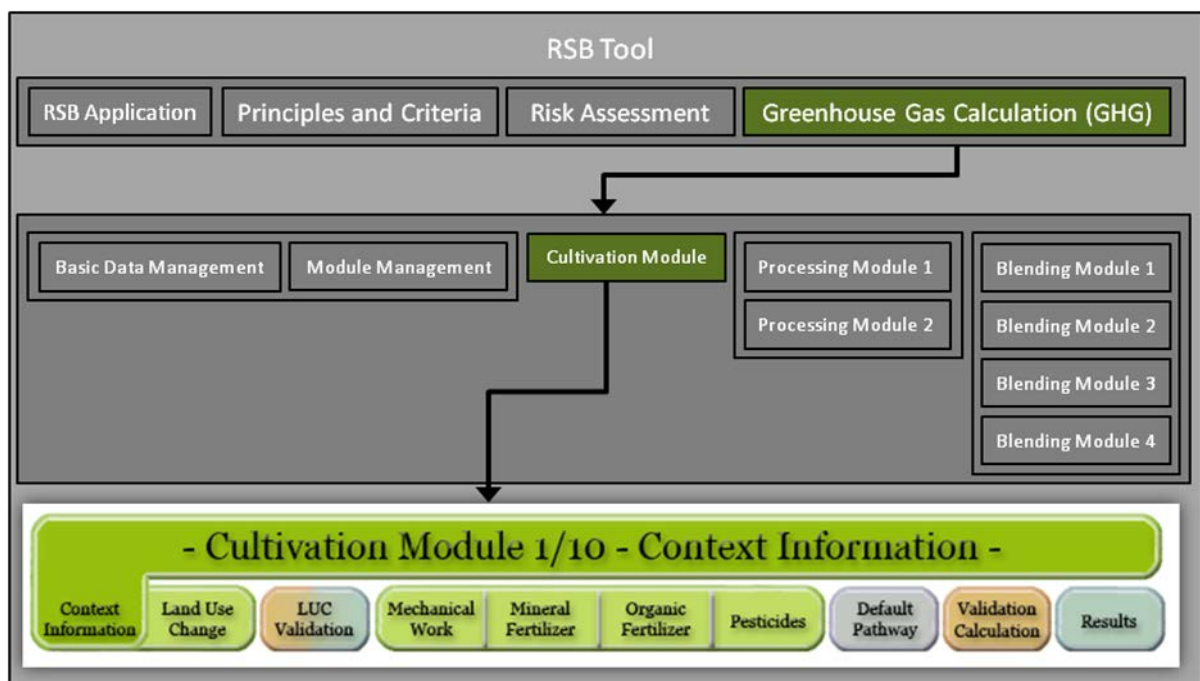 RSB Tool
RSB Application
Principles and Criteria
Risk Assessment
Greenhouse Gas Calculation (GHG)
Basic Data Management
Module Management
Cultivation Module
Processing Module 1
Processing Module 2
Blending Module 1
Blending Module 2
Blending Module 3
Blending Module 4
- Cultivation Module 1/10 - Context Information -
Context
Information
Land Use
Change
LUC
Validation
Mechanical
Work
Mineral
Fertilizer
Organic
Fertilizer
Pesticides
Default
Pathway
Validation
Calculation
Results